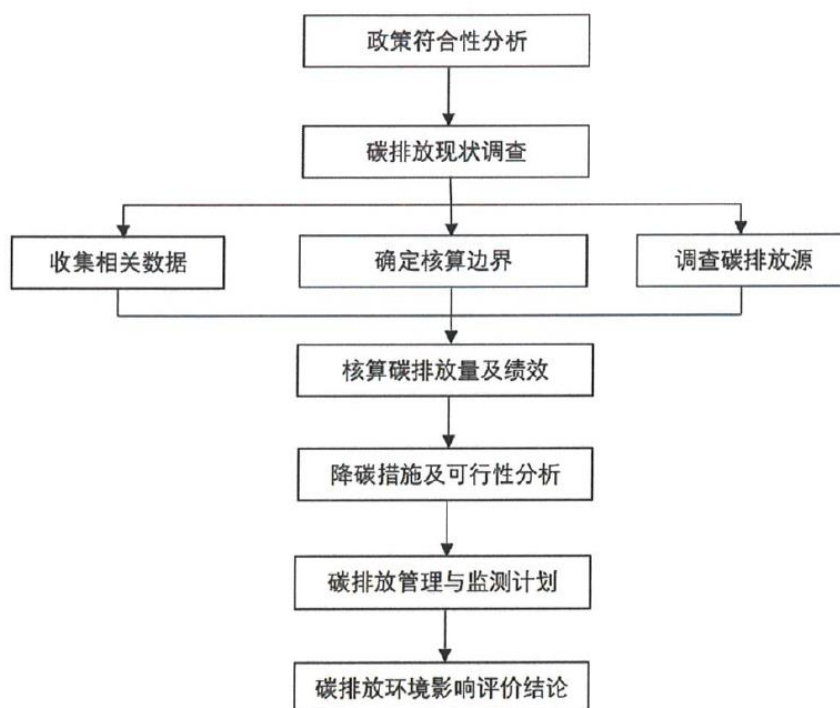 政策符合性分析
碳排放现状调查
收集相关数据
确定核算边界
调查碳排放源
核算碳排放量及绩效
降碳措施及可行性分析
碳排放管理与监测计划
碳排放环境影响评价结论